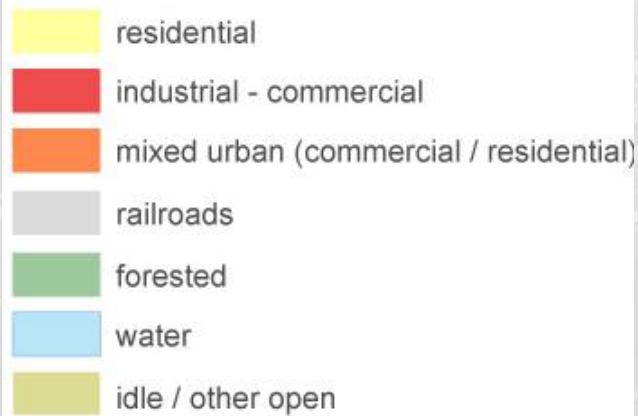 residential
industrial - commercial
mixed urban (commercial / residential)
railroads
forested
water
idle / other open